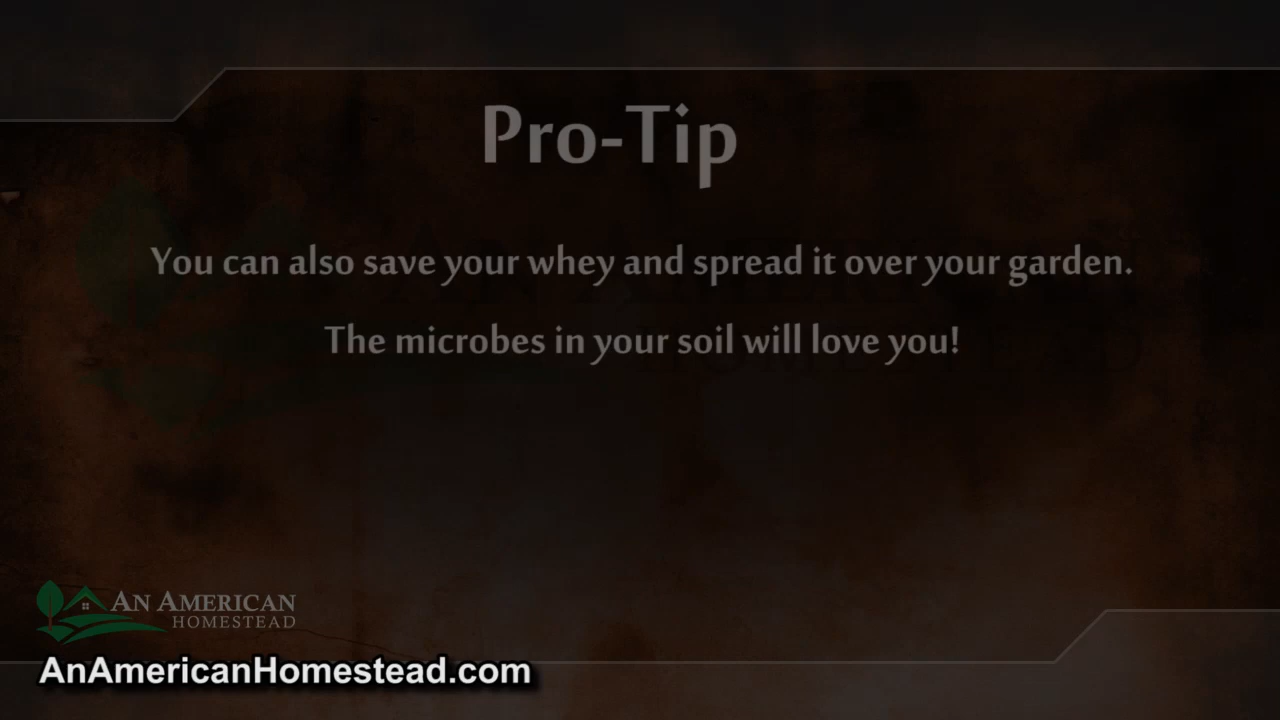 Pro-Tip
You can also save your whey and spread it over your garden.
The microbes in your soil will love you!
AN AMERICAN
HOMESTEAD
AnAmericanHomestead.com